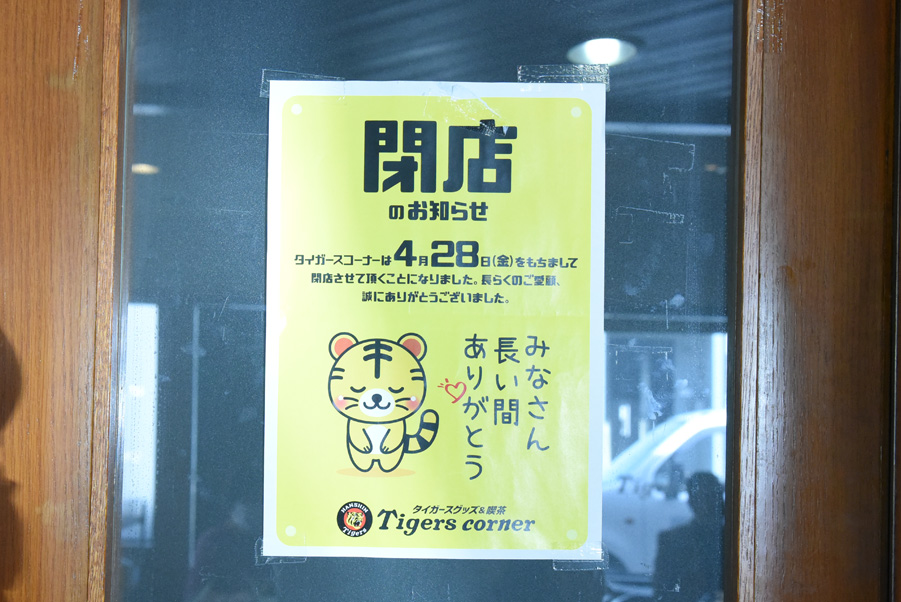 閉店
のお知らせ
タイガースコーナーは4月28日(金)をもちまして
閉店させて頂くことになりました。長らくのご愛顧、
誠にありがとうございました。
みなさん
長い間
ありがとう
HANSHIN
Tigers
タイガースグッズ&喫茶
Tigers corner